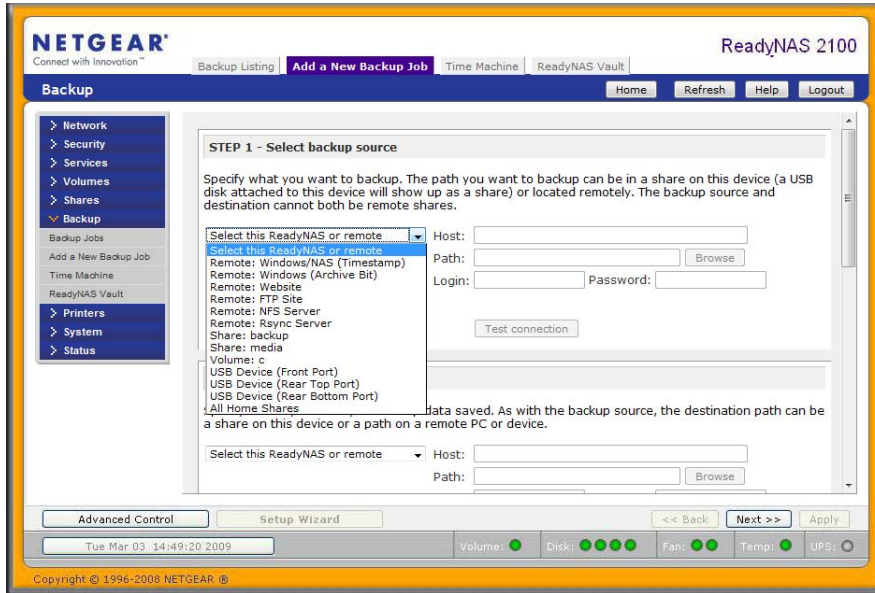 NETGEAR®
Connect with Innovation™
ReadyNAS 2100
Backup Listing
Add a New Backup Job
Time Machine
ReadyNAS Vault
Backup
Home
Refresh
Help
Logout
Network
Security
Services
Volumes
Shares
Backup
Backup Jobs
Add a New Backup Job
Time Machine
ReadyNAS Vault
Printers
System
Status
STEP 1 - Select backup source
Specify what you want to backup. The path you want to backup can be in a share on this device (a USB
disk attached to this device will show up as a share) or located remotely. The backup source and
destination cannot both be remote shares.
Select this ReadyNAS or remote
Host:
Select this ReadyNAS or remote
Remote: Windows/NAS (Timestamp)
Remote: Windows (Archive Bit)
Remote: Website
Remote: FTP Site
Remote: NFS Server
Remote: Rsync Server
Share: backup
Share: media
Volume: c
USB Device (Front Port)
USB Device (Rear Top Port)
USB Device (Rear Bottom Port)
All Home Shares
Path:
Browse
Login:
Password:
Test connection
data saved. As with the backup source, the destination path can be
a share on this device or a path on a remote PC or device.
Select this ReadyNAS or remote
Host:
Path:
Browse
Advanced Control
Setup Wizard
<< Back
Next >>
Apply
Tue Mar 03 14:49:20 2009
Volume:
Disk:
Fan:
Temp:
UPS:
Copyright © 1996-2008 NETGEAR ®